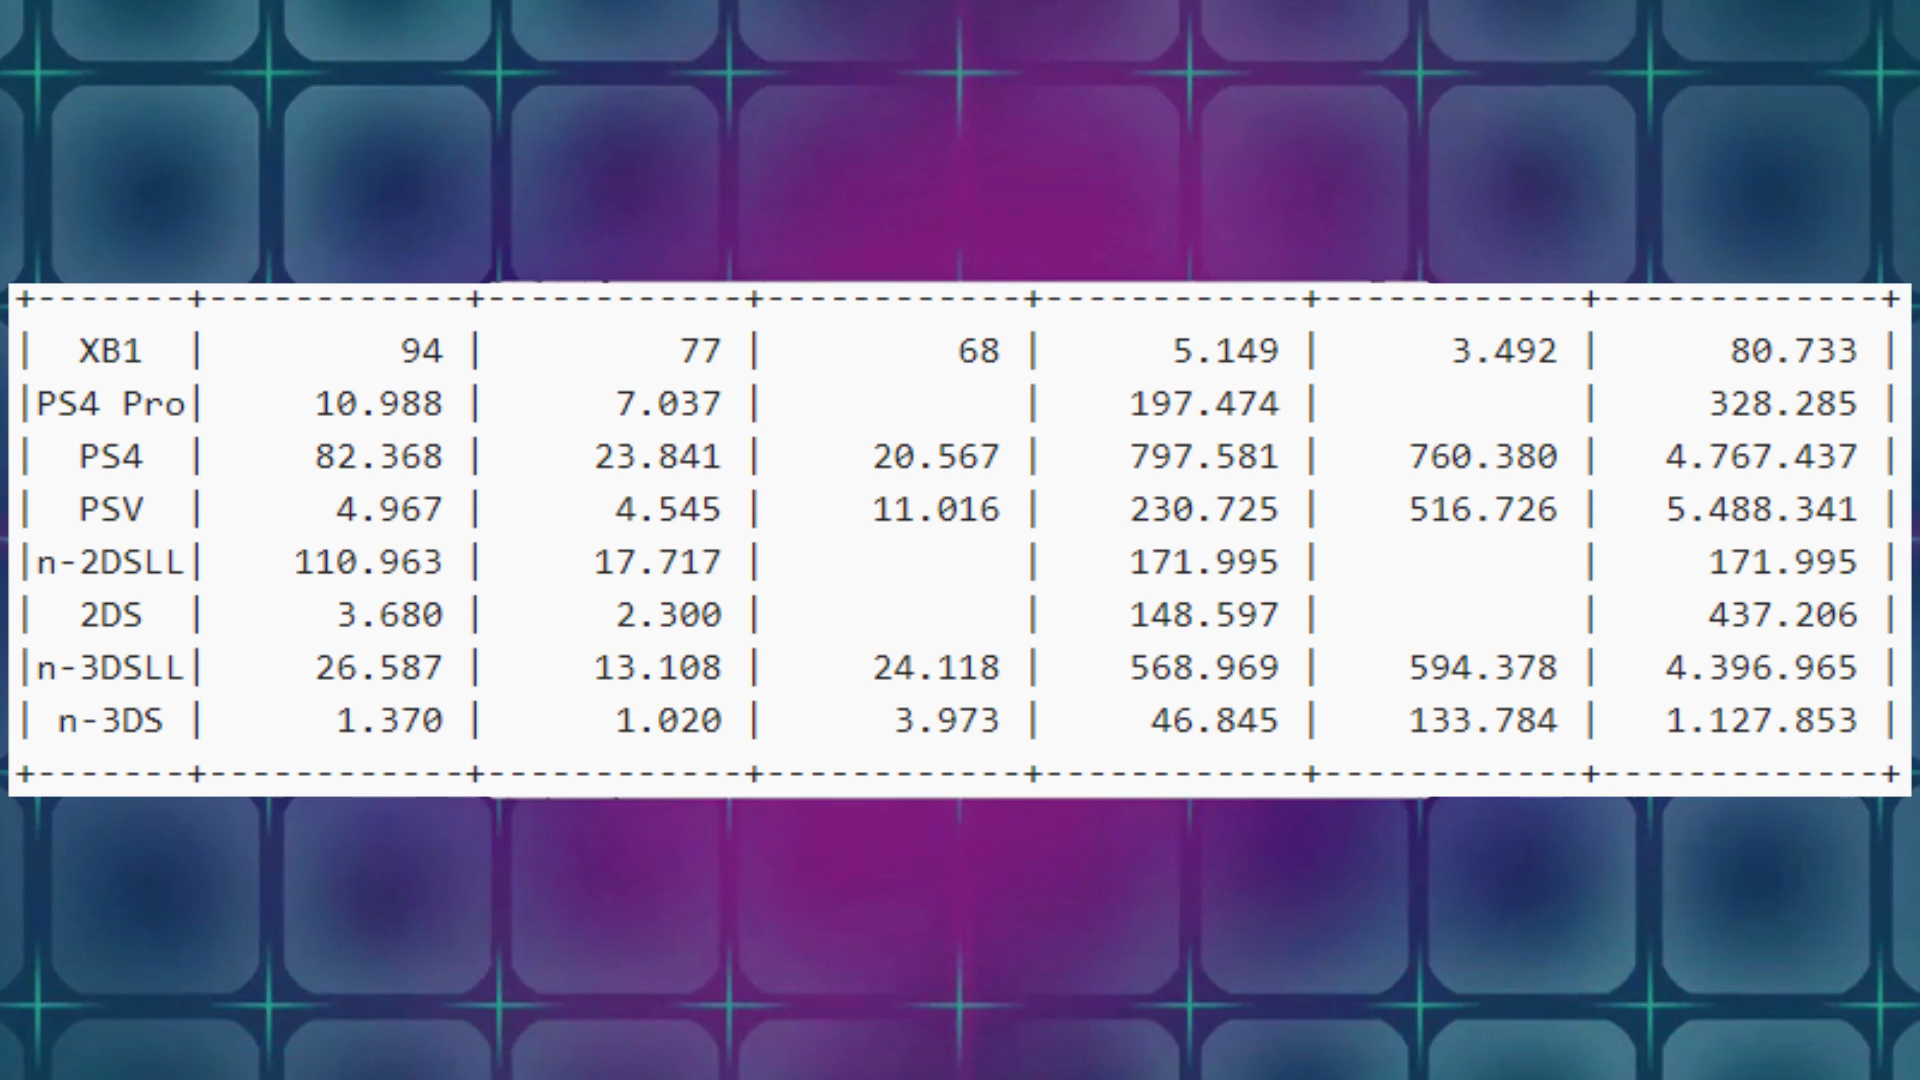 +-------+------------+------------+------------+------------+------------+-------------+
| XB1 | 94 | 77 | 68 | 5.149 | 3.492 | 80.733 |
|PS4 Pro| 10.988 | 7.037 | | 197.474 | | 328.285 |
| PS4 | 82.368 | 23.841 | 20.567 | 797.581 | 760.380 | 4.767.437 |
| PSV | 4.967 | 4.545 | 11.016 | 230.725 | 516.726 | 5.488.341 |
|n-2DSLL| 110.963 | 17.717 | | 171.995 | | 171.995 |
| 2DS | 3.680 | 2.300 | | 148.597 | | 437.206 |
|n-3DSLL| 26.587 | 13.108 | 24.118 | 568.969 | 594.378 | 4.396.965 |
| n-3DS | 1.370 | 1.020 | 3.973 | 46.845 | 133.784 | 1.127.853 |
+-------+------------+------------+------------+------------+------------+-------------+